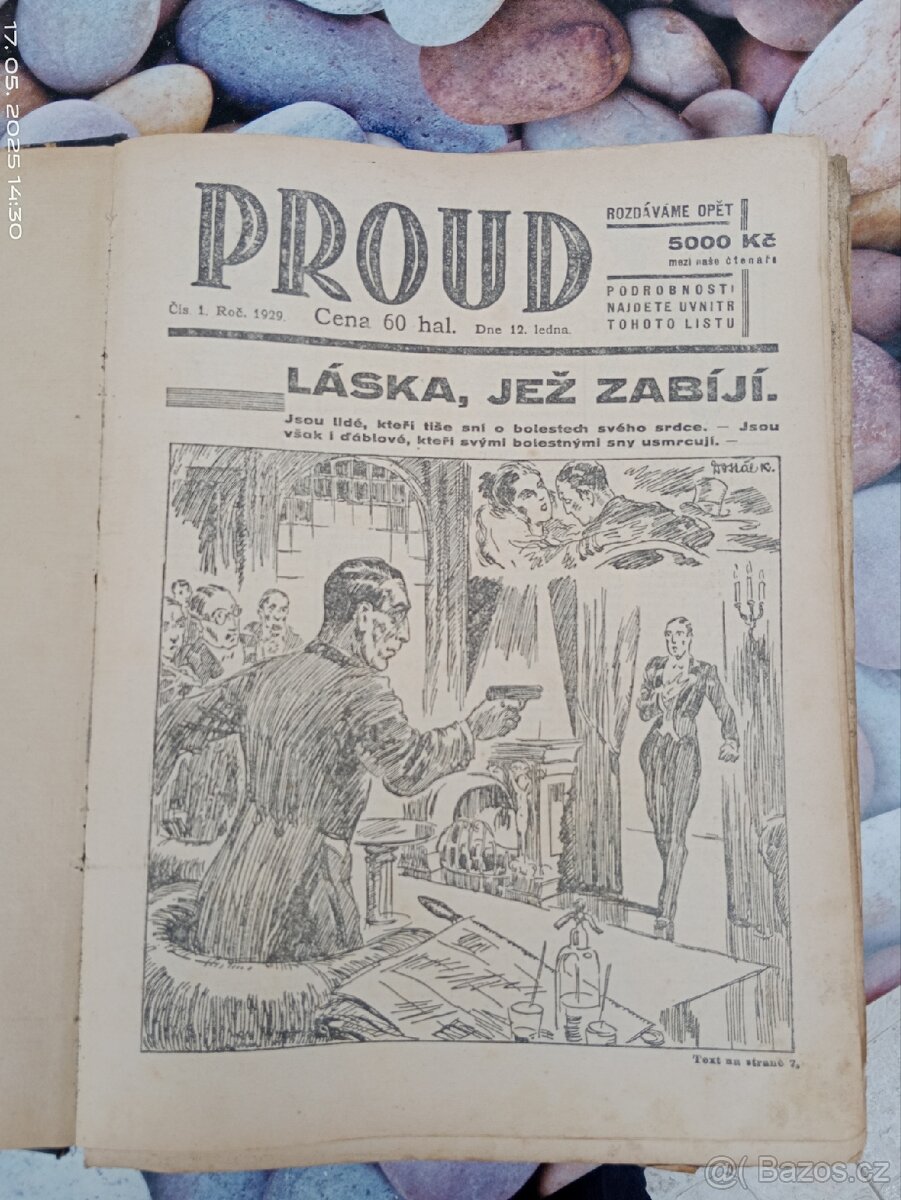 17. 05. 2025 14:30
PROUD
ROZDÁVÁME OPĚT
5000 Kč
mezi naše čtenaře
PODROBNOSTI
NAJDETE UVNITŘ
TOHOTO LISTU
Čís. 1. Roč. 1929. Cena 60 hal. Dne 12. ledna.
LÁSKA, JEŽ ZABÍJÍ.
Jsou lidé, kteří tiše sní o bolestech svého srdce. — Jsou
však i ďáblové, kteří svými bolestnými sny usmrcují. —
Text na straně 7.
@( Bazos.cz